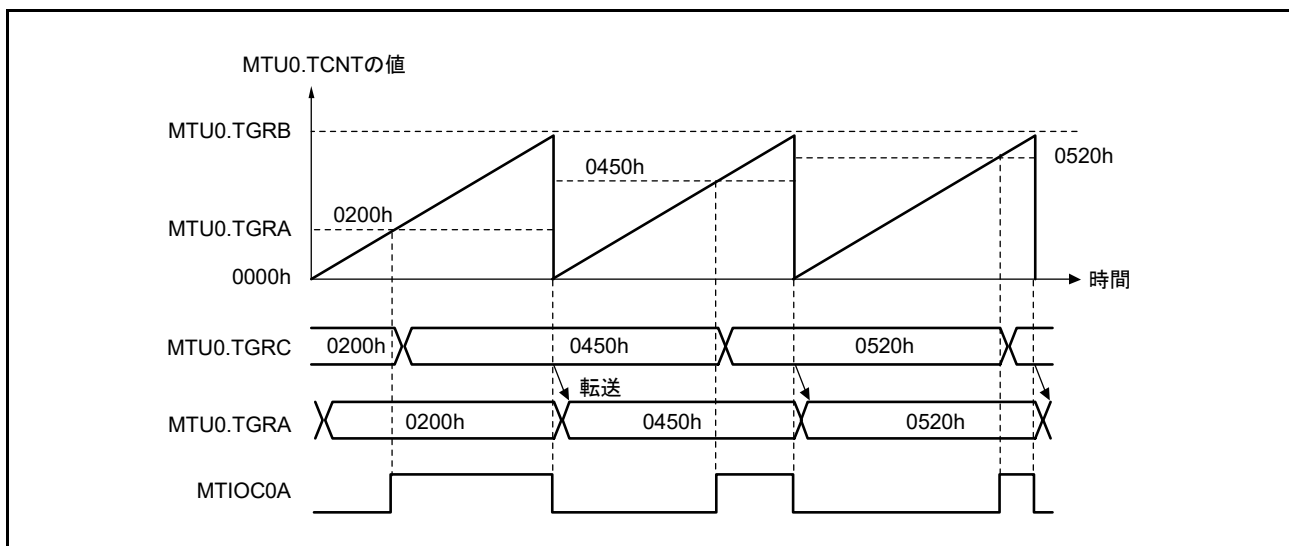 MTU0.TCNTの値
MTU0.TGRB
0520h
0450h
0200h
MTU0.TGRA
0000h
時間
MTU0.TGRC 0200h 0450h 0520h
転送
MTU0.TGRA 0200h 0450h 0520h
MTIOC0A